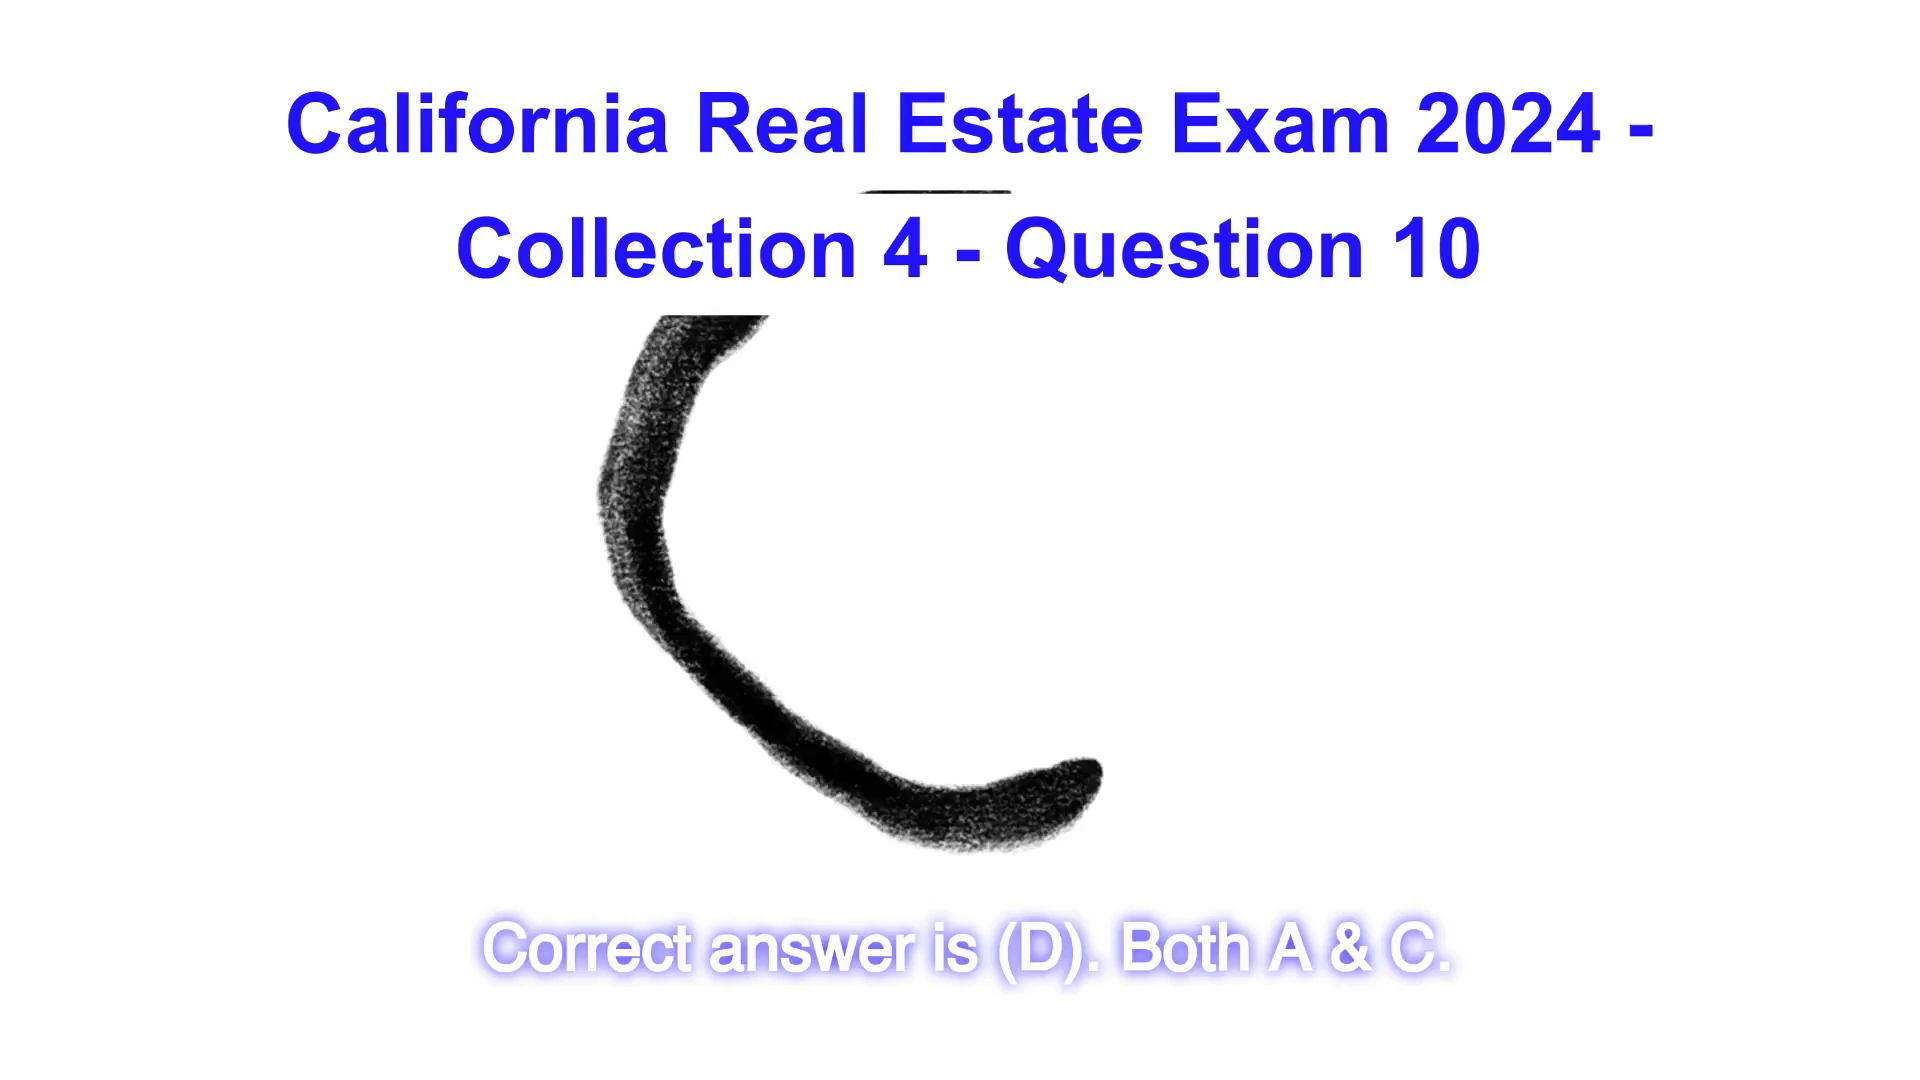 California Real Estate Exam 2024 -
Collection 4 - Question 10
Correct answer is (D). Both A & C.